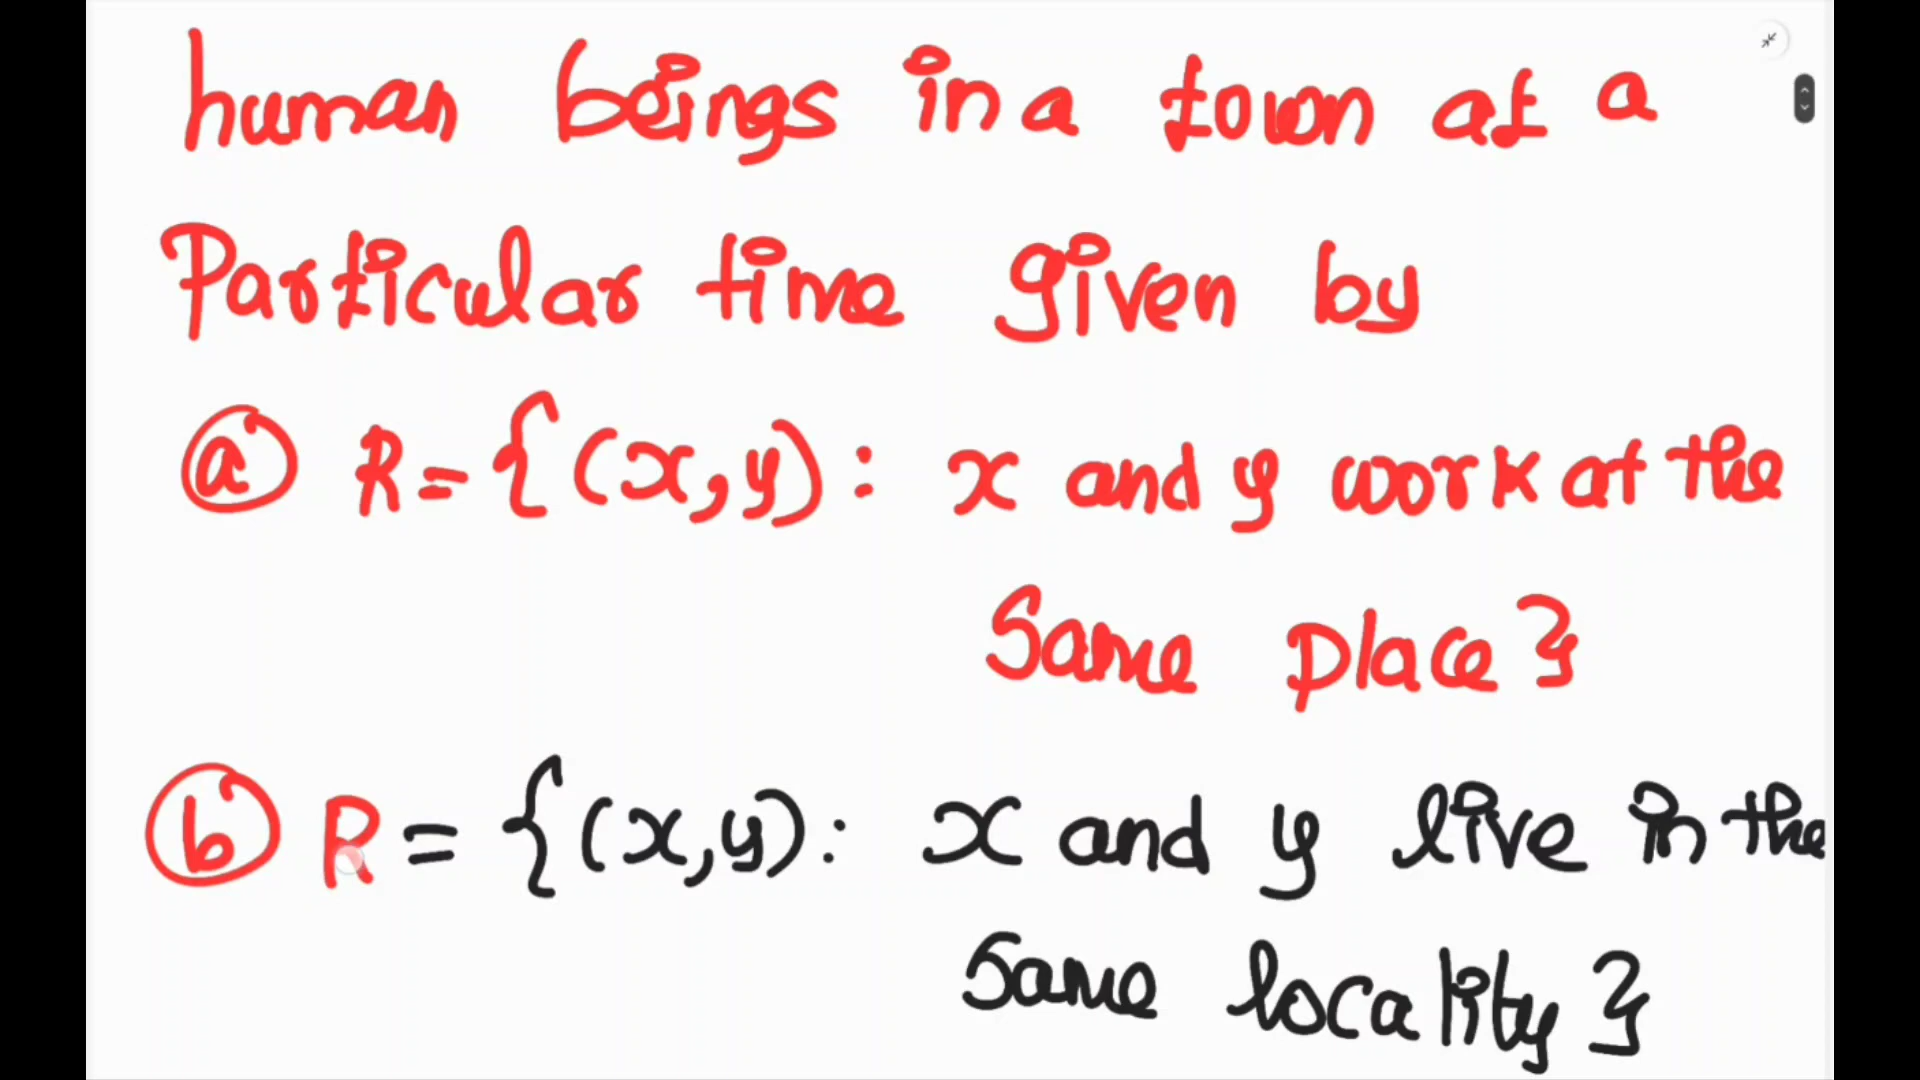 human beings in a town at a
Particular time given by
a R = {(x,y) : x and y work at the
Same place}
b R = {(x,y) : x and y live in the
Same locality}